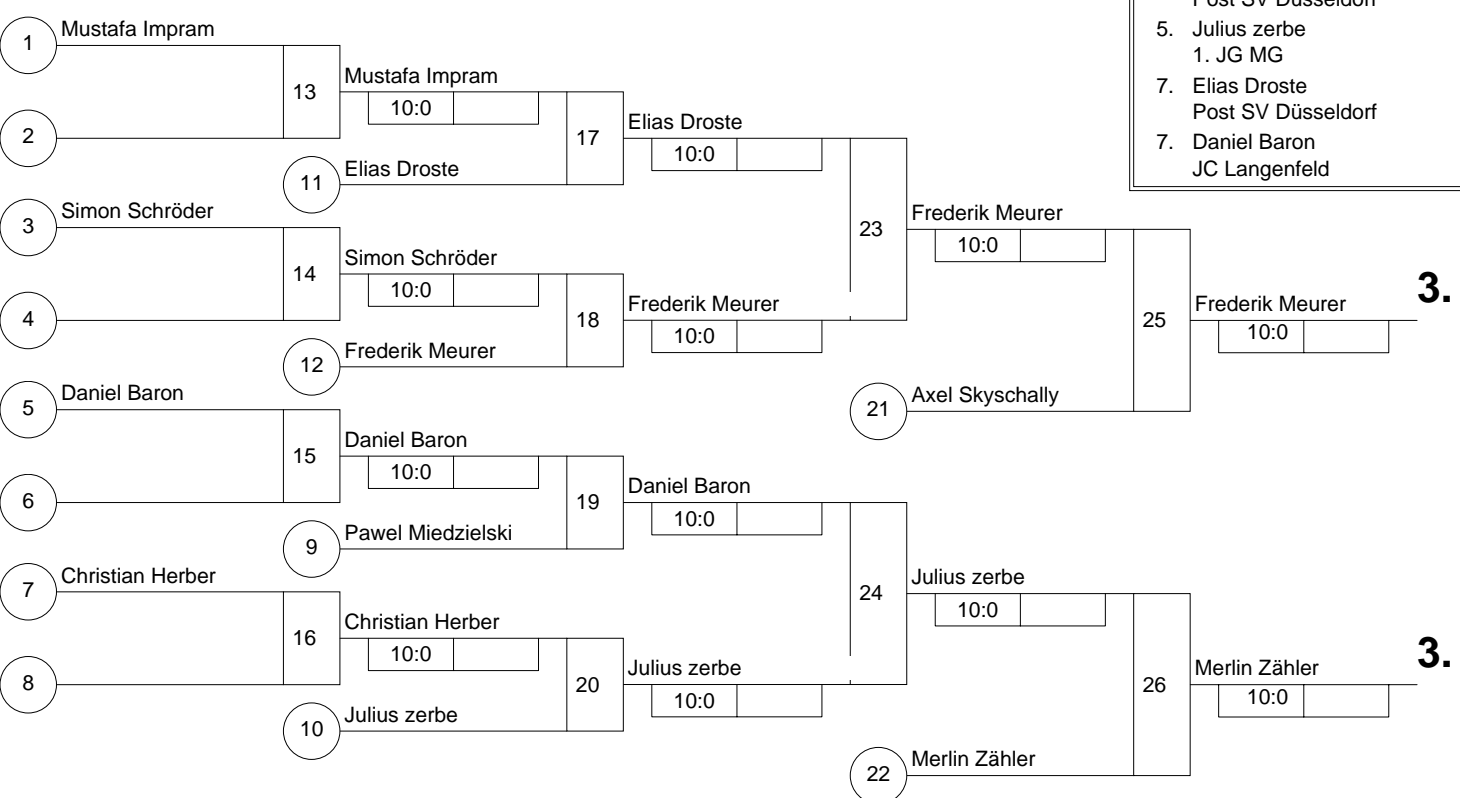 Post SV Düsseldorf
5. Julius zerbe
1. JG MG
7. Elias Droste
Post SV Düsseldorf
7. Daniel Baron
JC Langenfeld
1 Mustafa Impram
13 Mustafa Impram
10:0
2
17 Elias Droste
10:0
11 Elias Droste
3 Simon Schröder
23 Frederik Meurer
10:0
14 Simon Schröder
10:0
4
18 Frederik Meurer
10:0
25 Frederik Meurer
10:0
3.
12 Frederik Meurer
5 Daniel Baron
21 Axel Skyschally
15 Daniel Baron
10:0
6
19 Daniel Baron
10:0
9 Pawel Miedzielski
7 Christian Herber
24 Julius zerbe
10:0
16 Christian Herber
10:0
8
20 Julius zerbe
10:0
26 Merlin Zähler
10:0
3.
10 Julius zerbe
22 Merlin Zähler